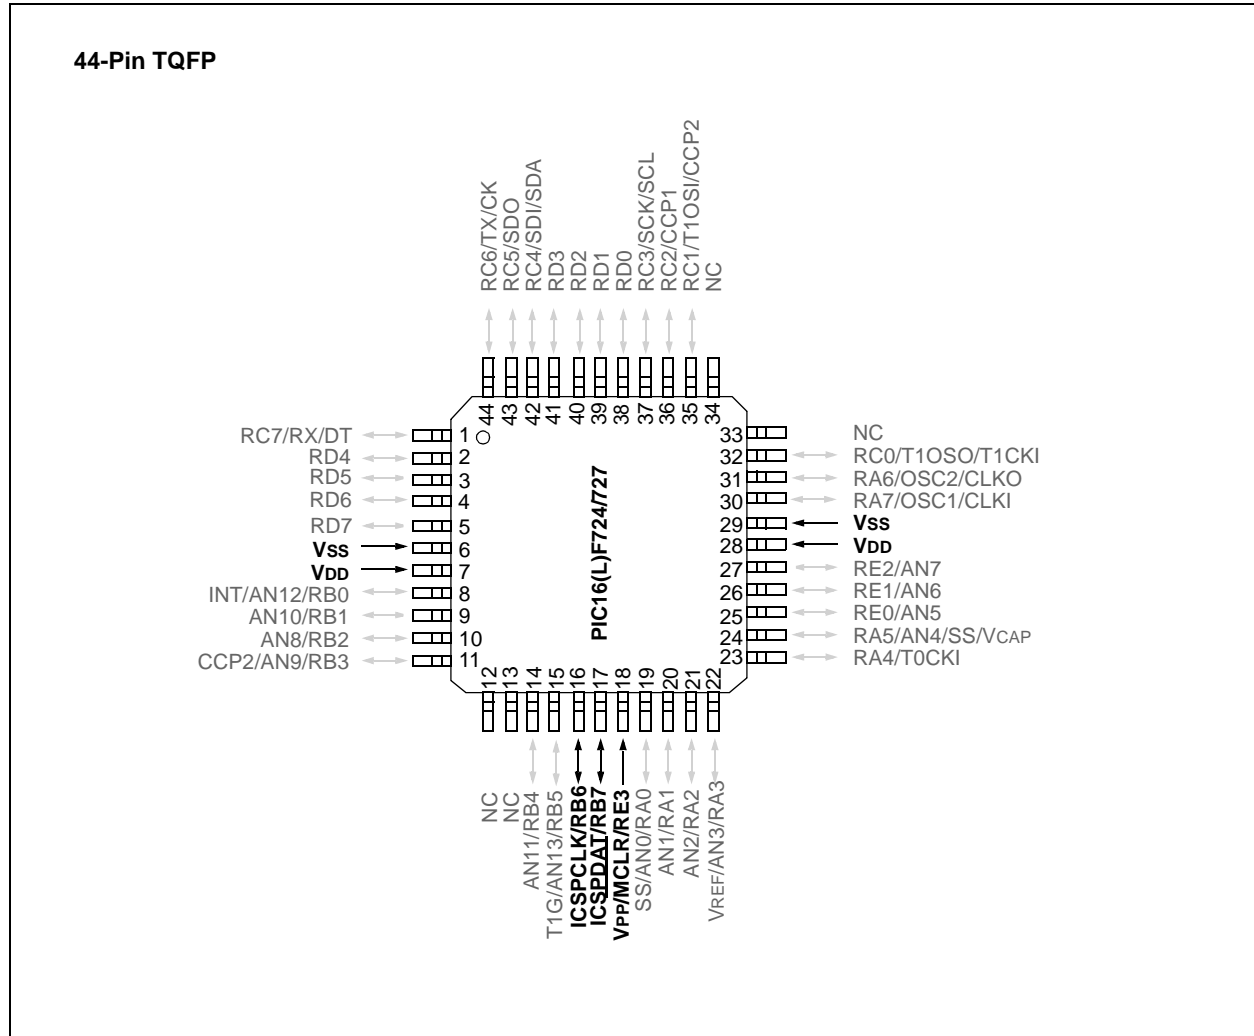 44-Pin TQFP
RC6/TX/CK
RC5/SDO
RC4/SDI/SDA
RD3
RD2
RD1
RD0
RC3/SCK/SCL
RC2/CCP1
RC1/T1OSI/CCP2
NC
44
43
42
41
40
39
38
37
36
35
34
RC7/RX/DT 1
RD4 2
RD5 3
RD6 4
RD7 5
VSS 6
VDD 7
INT/AN12/RB0 8
AN10/RB1 9
AN8/RB2 10
CCP2/AN9/RB3 11
PIC16(L)F724/727
33 NC
32 RC0/T1OSO/T1CKI
31 RA6/OSC2/CLKO
30 RA7/OSC1/CLKI
29 VSS
28 VDD
27 RE2/AN7
26 RE1/AN6
25 RE0/AN5
24 RA5/AN4/SS/VCAP
23 RA4/T0CKI
12
13
14
15
16
17
18
19
20
21
22
NC
NC
AN11/RB4
T1G/AN13/RB5
ICSPCLK/RB6
ICSPDAT/RB7
VPP/MCLR/RE3
SS/AN0/RA0
AN1/RA1
AN2/RA2
VREF/AN3/RA3